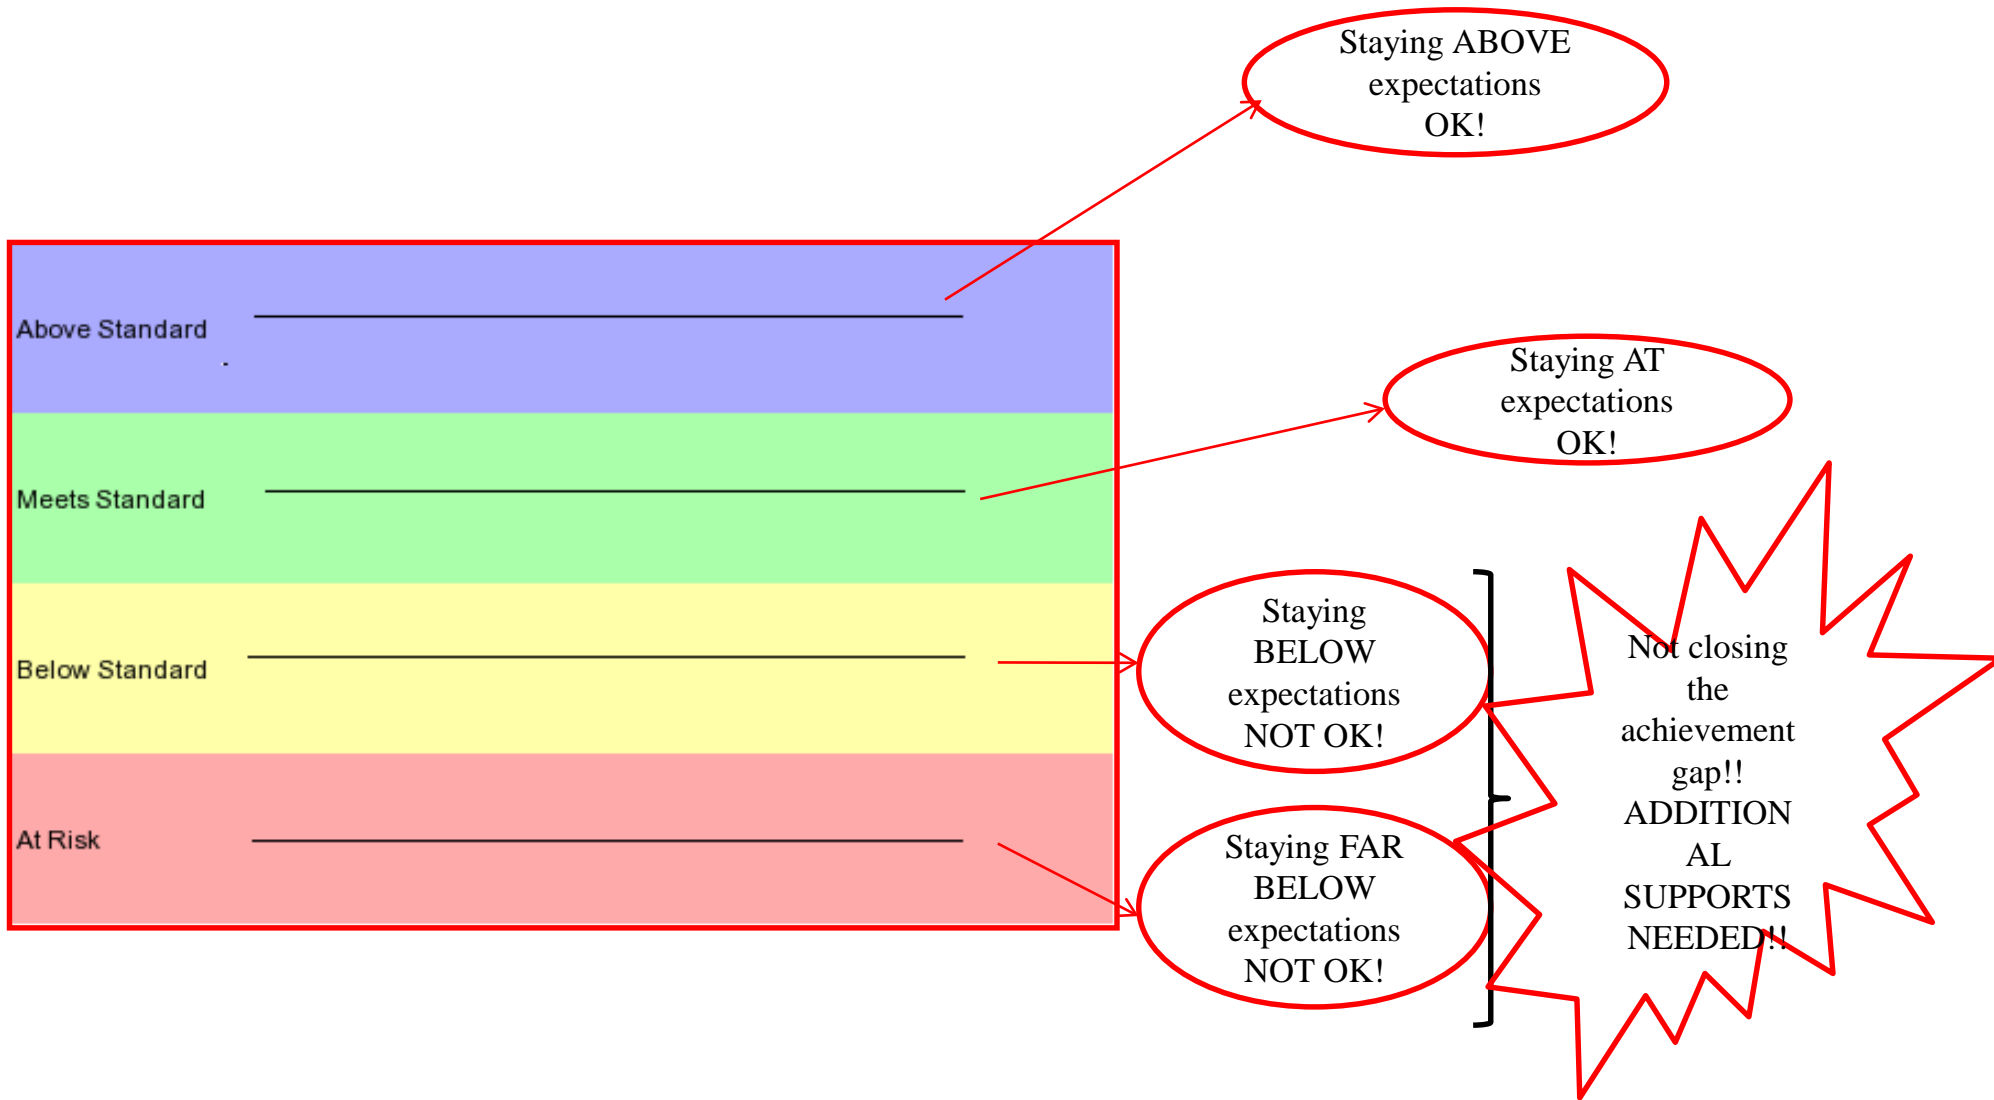 Staying ABOVE
expectations
OK!
Above Standard
Meets Standard
Below Standard
At Risk
Staying AT
expectations
OK!
Staying
BELOW
expectations
NOT OK!
Staying FAR
BELOW
expectations
NOT OK!
Not closing
the
achievement
gap!!
ADDITION
AL
SUPPORTS
NEEDED!!